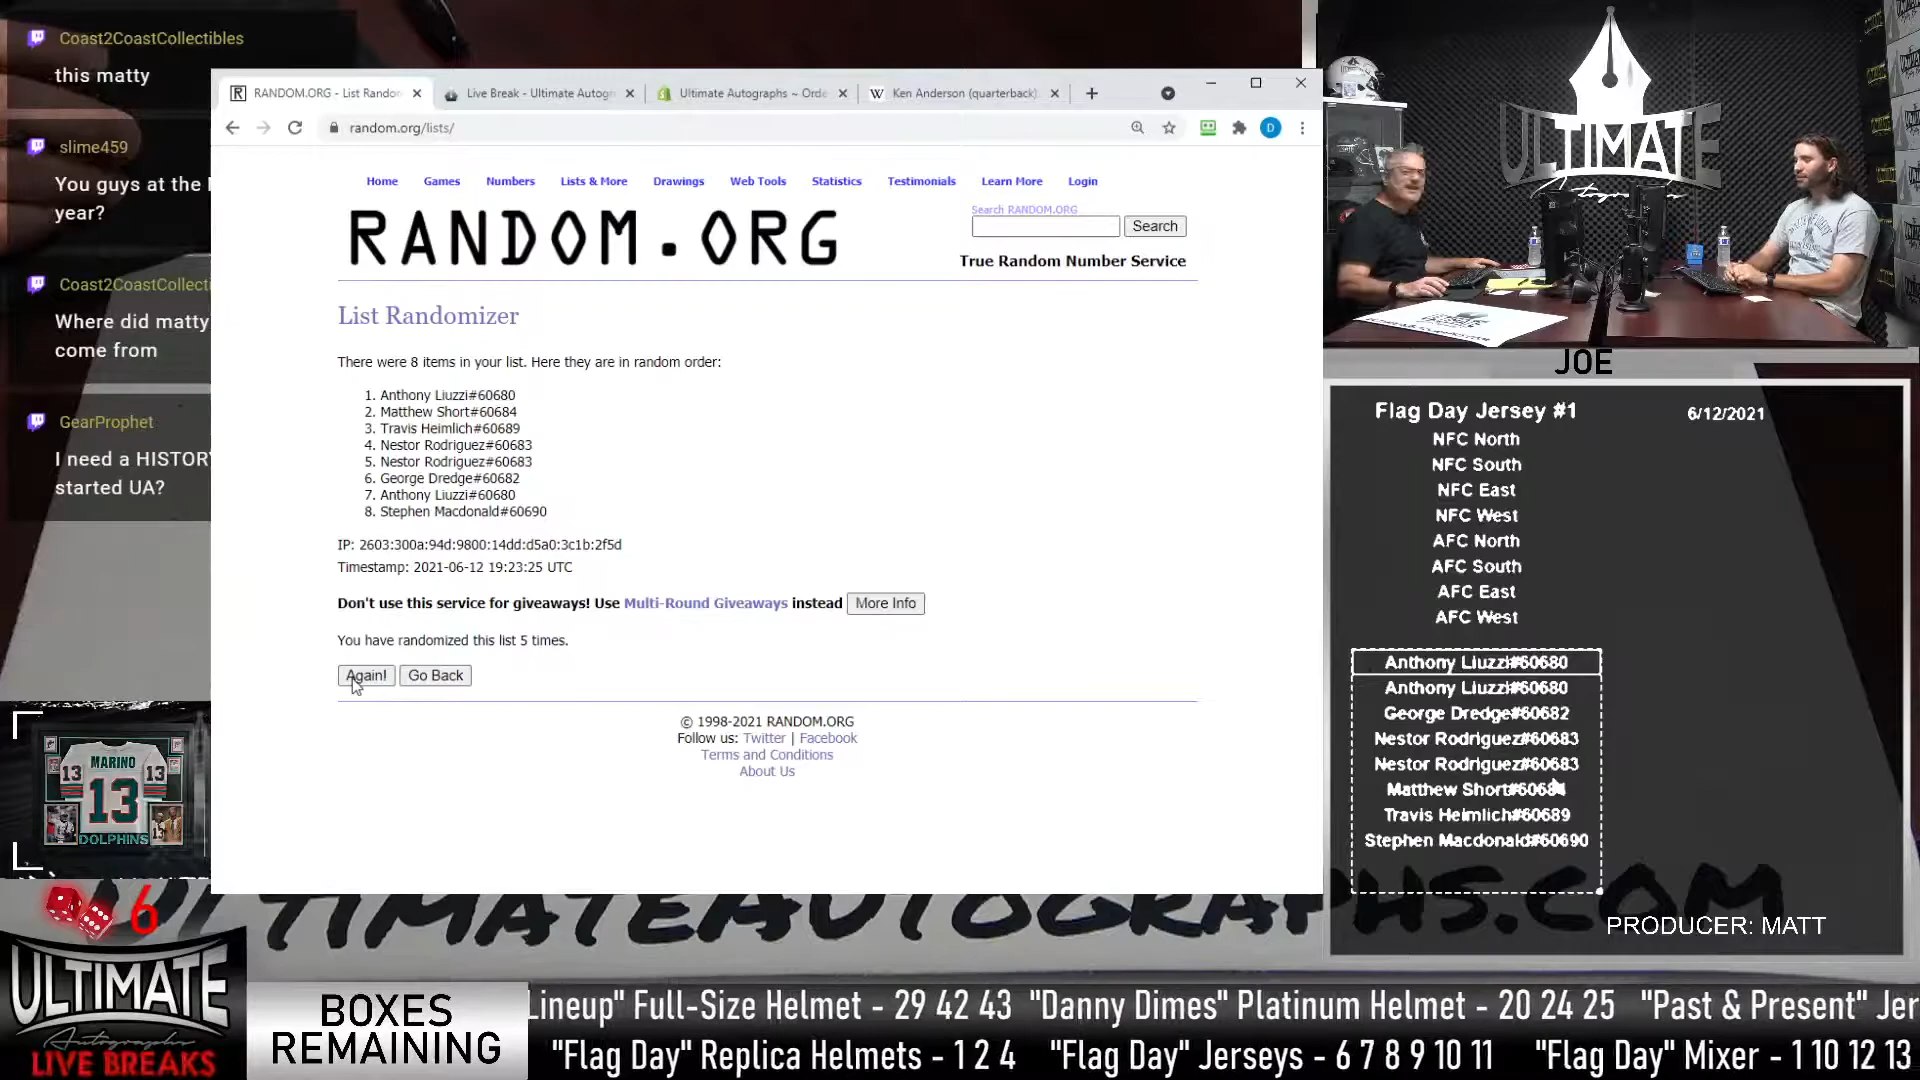 Coast2CoastCollectibles
this matty
slime459
You guys at the
year?
Where did matty
come from
GearProphet
I need a HISTOR
started UA?
RANDOM.ORG - List Random
Live Break - Ultimate Autogr
Ultimate Autographs ~ Orde
Ken Anderson (quarterback)
random.org/lists/
D
Home Games Numbers Lists & More Drawings Web Tools Statistics Testimonials Learn More Login
RANDOM.ORG
Search RANDOM.ORG
Search
True Random Number Service
List Randomizer
There were 8 items in your list. Here they are in random order:
1. Anthony Liuzzi#60680
2. Matthew Short#60684
3. Travis Heimlich#60689
4. Nestor Rodriguez#60683
5. Nestor Rodriguez#60683
6. George Dredge#60682
7. Anthony Liuzzi#60680
8. Stephen Macdonald#60690
IP: 2603:300a:94d:9800:14dd:d5a0:3c1b:2f5d
Timestamp: 2021-06-12 19:23:25 UTC
Don't use this service for giveaways! Use Multi-Round Giveaways instead More Info
You have randomized this list 5 times.
Again! Go Back
© 1998-2021 RANDOM.ORG
Follow us: Twitter | Facebook
Terms and Conditions
About Us
ULTIMATE
JOE
Flag Day Jersey #1 6/12/2021
NFC North
NFC South
NFC East
NFC West
AFC North
AFC South
AFC East
AFC West
Anthony Liuzzi#60680
Anthony Liuzzi#60680
George Dredge#60682
Nestor Rodriguez#60683
Nestor Rodriguez#60683
Matthew Short#60684
Travis Heimlich#60689
Stephen Macdonald#60690
PRODUCER: MATT
MARINO
13 13
13
DOLPHINS
6
ULTIMATEAUTOGRAPHS.COM
ULTIMATE
Autographs
LIVE BREAKS
BOXES
REMAINING
Lineup" Full-Size Helmet - 29 42 43 "Danny Dimes" Platinum Helmet - 20 24 25 "Past & Present" Jer
"Flag Day" Replica Helmets - 1 2 4 "Flag Day" Jerseys - 6 7 8 9 10 11 "Flag Day" Mixer - 1 10 12 13